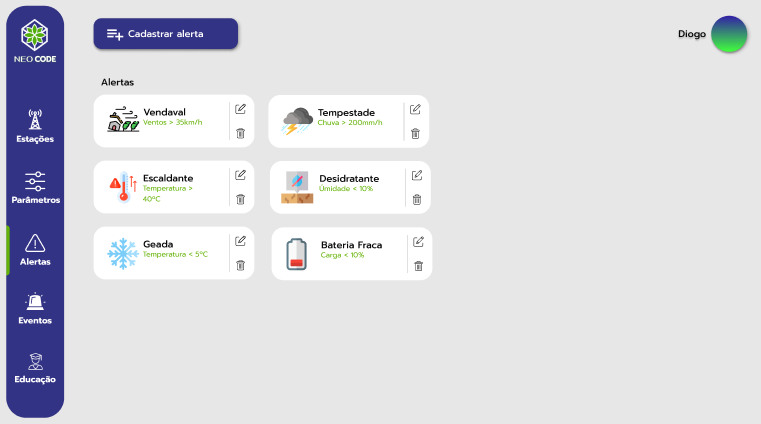 NEO CODE
Estações
Parâmetros
Alertas
Eventos
Educação
Cadastrar alerta
Diogo
Alertas
Vendaval
Ventos > 35km/h
Tempestade
Chuva > 200mm/h
Escaldante
Temperatura >
40ºC
Desidratante
Úmidade < 10%
Geada
Temperatura < 5ºC
Bateria Fraca
Carga < 10%